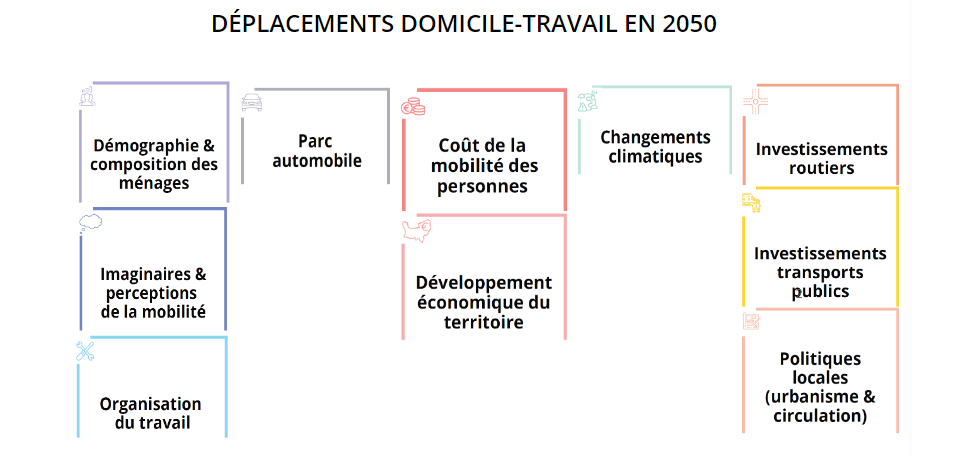 DÉPLACEMENTS DOMICILE-TRAVAIL EN 2050
Démographie &
composition des
ménages
Imaginaires &
perceptions
de la mobilité
Organisation
du travail
Parc
automobile
Coût de la
mobilité des
personnes
Développement
économique du
territoire
Changements
climatiques
Investissements
routiers
Investissements
transports
publics
Politiques
locales
(urbanisme &
circulation)